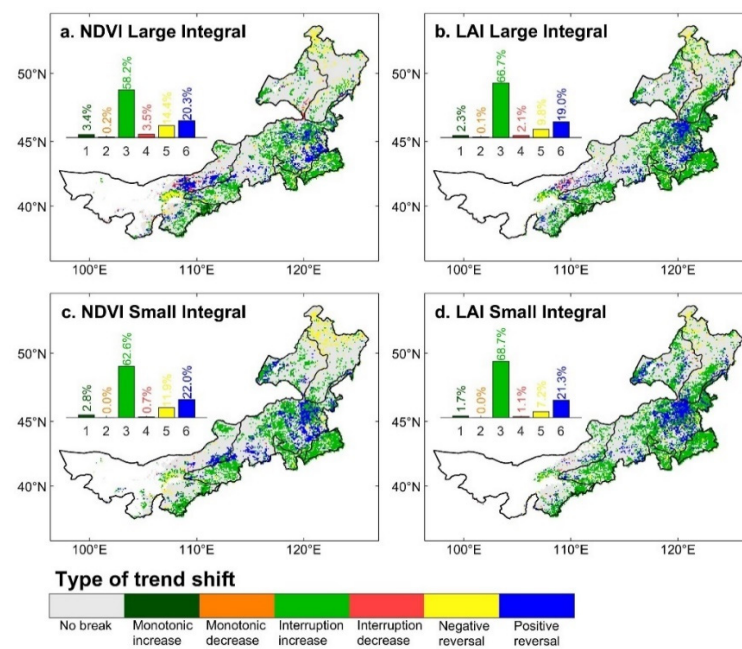 a. NDVI Large Integral
50°N
45°N
40°N
3.4%
0.2%
58.2%
3.5%
14.4%
20.3%
1 2 3 4 5 6
100°E 110°E 120°E
b. LAI Large Integral
50°N
45°N
40°N
2.3%
0.1%
66.7%
2.1%
9.8%
19.0%
1 2 3 4 5 6
100°E 110°E 120°E
c. NDVI Small Integral
50°N
45°N
40°N
2.8%
0.0%
62.6%
0.7%
11.9%
22.0%
1 2 3 4 5 6
100°E 110°E 120°E
d. LAI Small Integral
50°N
45°N
40°N
1.7%
0.0%
68.7%
1.1%
7.2%
21.3%
1 2 3 4 5 6
100°E 110°E 120°E
Type of trend shift
No break
Monotonic
increase
Monotonic
decrease
Interruption
increase
Interruption
decrease
Negative
reversal
Positive
reversal